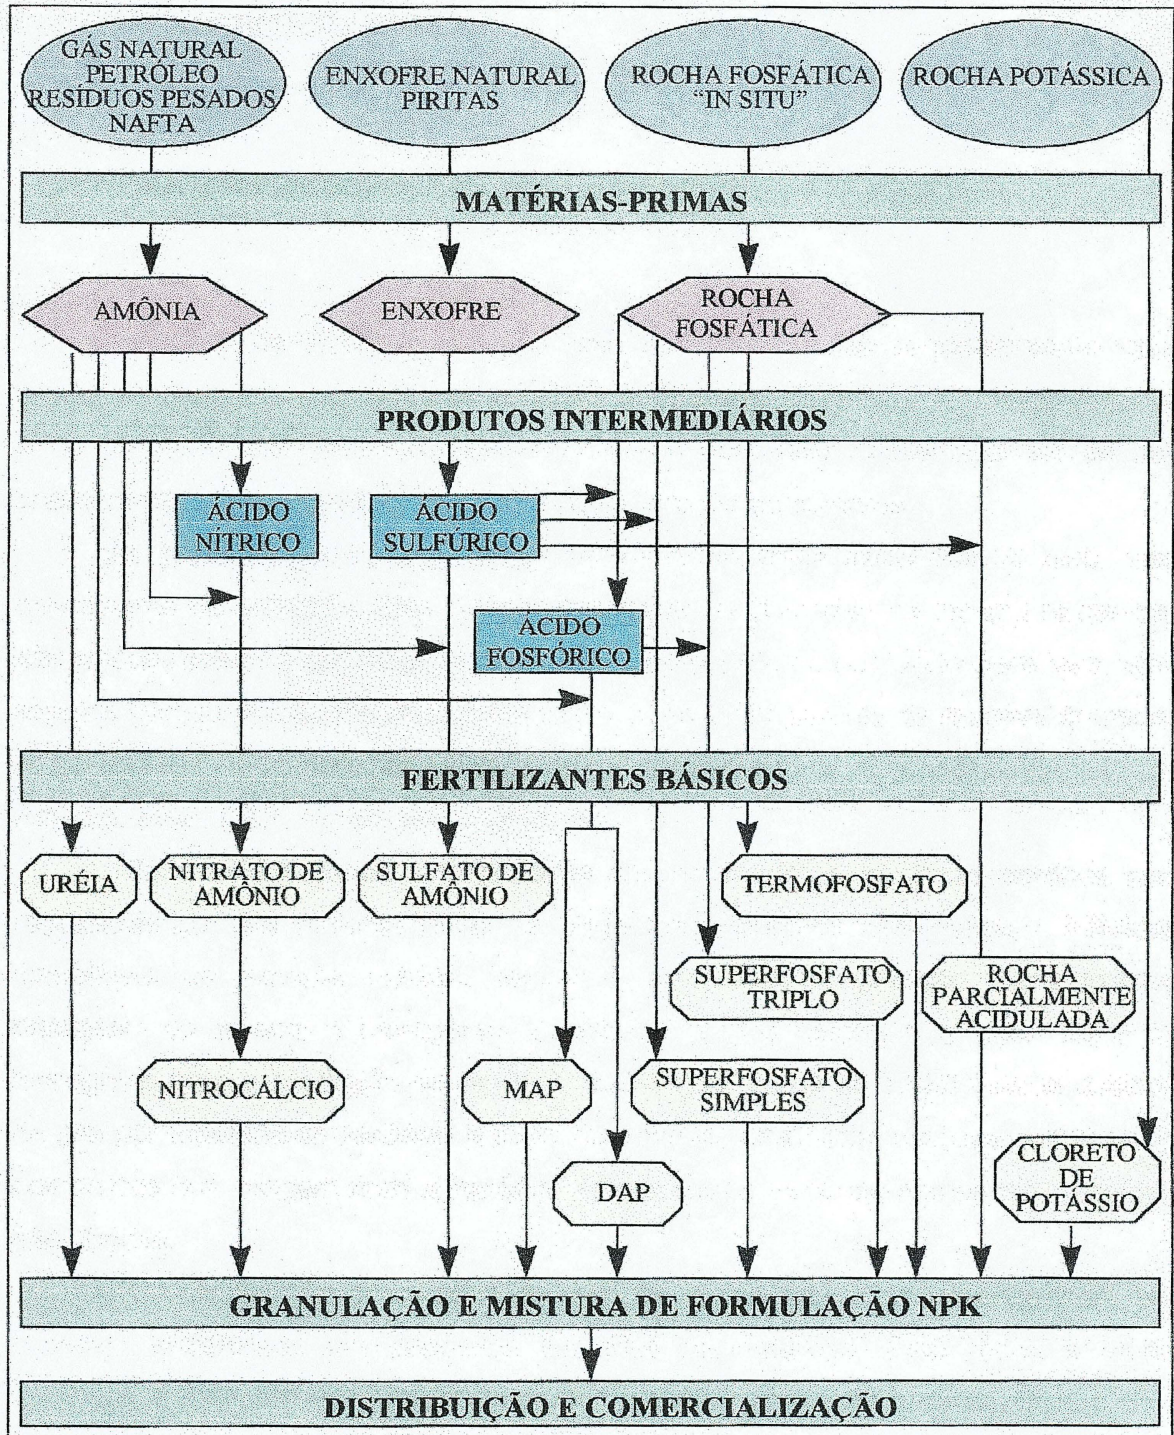 GÁS NATURAL
PETRÓLEO
RESÍDUOS PESADOS
NAFTA
ENXOFRE NATURAL
PIRITAS
ROCHA FOSFÁTICA
“IN SITU”
ROCHA POTÁSSICA
MATÉRIAS-PRIMAS
AMÔNIA
ENXOFRE
ROCHA
FOSFÁTICA
PRODUTOS INTERMEDIÁRIOS
ÁCIDO
NÍTRICO
ÁCIDO
SULFÚRICO
ÁCIDO
FOSFÓRICO
FERTILIZANTES BÁSICOS
URÉIA
NITRATO DE
AMÔNIO
SULFATO DE
AMÔNIO
TERMOFOSFATO
SUPERFOSFATO
TRIPLO
ROCHA
PARCIALMENTE
ACIDULADA
NITROCÁLCIO
MAP
SUPERFOSFATO
SIMPLES
DAP
CLORETO
DE
POTÁSSIO
GRANULAÇÃO E MISTURA DE FORMULAÇÃO NPK
DISTRIBUIÇÃO E COMERCIALIZAÇÃO